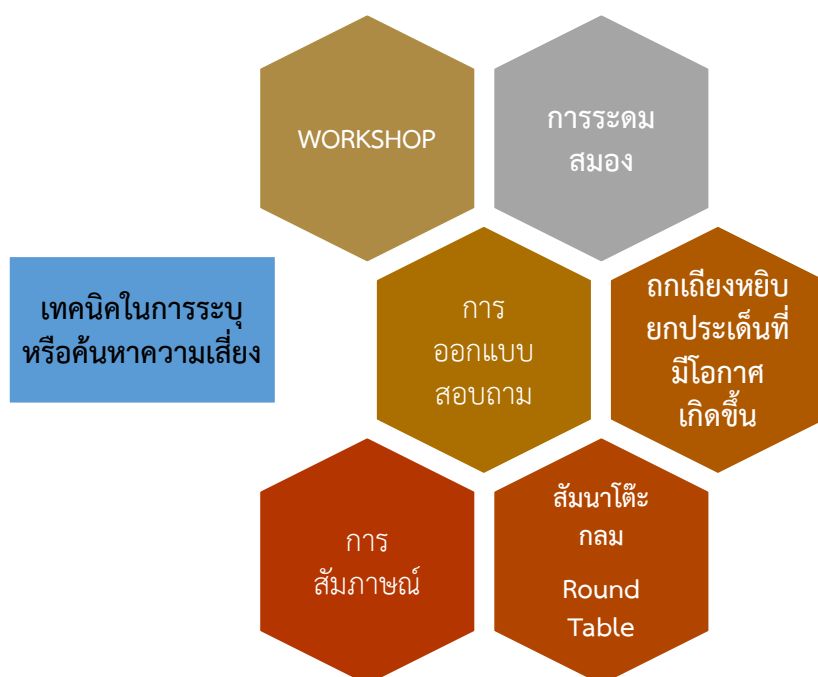 WORKSHOP
การระดม
สมอง
เทคนิคในการระบุ
หรือค้นหาความเสี่ยง
การ
ออกแบบ
สอบถาม
ถกเถียงหยิบ
ยกประเด็นที่
มีโอกาศ
เกิดขึ้น
การ
สัมภาษณ์
สัมนาโต๊ะ
กลม
Round
Table